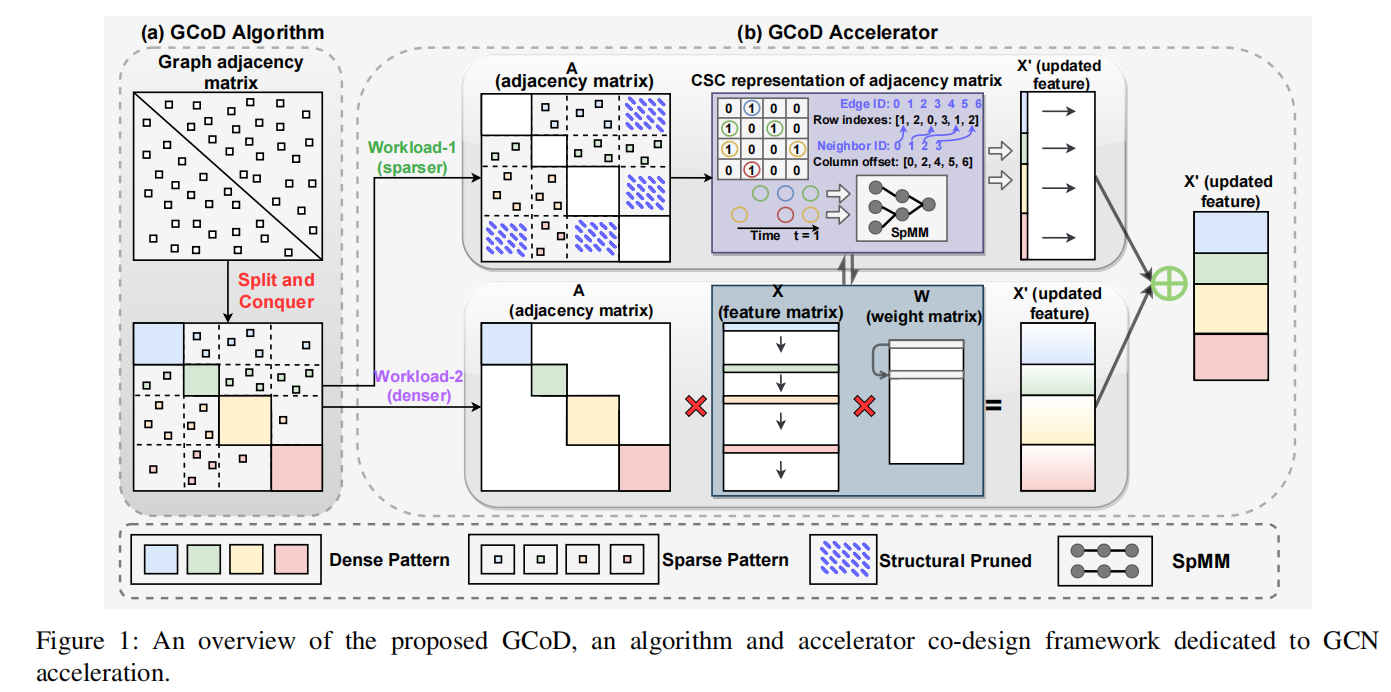 (a) GCoD Algorithm
Graph adjacency
matrix
Split and
Conquer
(b) GCoD Accelerator
Workload-1
(sparser)
A
(adjacency matrix)
CSC representation of adjacency matrix
0 1 0 0
1 0 1 0
1 0 0 1
0 1 0 0
Edge ID: 0 1 2 3 4 5 6
Row indexes: [1, 2, 0, 3, 1, 2]
Neighbor ID: 0 1 2 3
Column offset: [0, 2, 4, 5, 6]
Time t = 1
SpMM
X' (updated
feature)
Workload-2
(denser)
A
(adjacency matrix)
X
(feature matrix)
W
(weight matrix)
=
X' (updated
feature)
X' (updated
feature)
Dense Pattern
Sparse Pattern
Structural Pruned
SpMM
Figure 1: An overview of the proposed GCoD, an algorithm and accelerator co-design framework dedicated to GCN
acceleration.